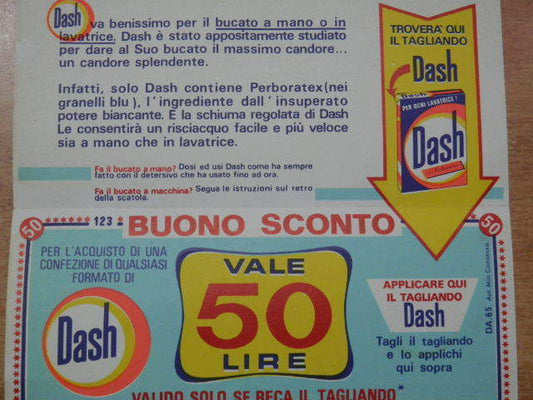 Dash va benissimo per il bucato a mano o in
lavatrice. Dash è stato appositamente studiato
per dare al Suo bucato il massimo candore...
un candore splendente.
Infatti, solo Dash contiene Perboratex(nei
granelli blu), l'ingrediente dall'insuperato
potere biancante. E la schiuma regolata di Dash
Le consentirà un risciacquo facile e più veloce
sia a mano che in lavatrice.
Fa il bucato a mano? Dosi ed usi Dash come ha sempre
fatto con il detersivo che ha usato fino ad ora.
Fa il bucato a macchina? Segua le istruzioni sul retro
della scatola.
TROVERA' QUI
IL TAGLIANDO
Dash
PER OGNI LAVATRICE!
Dash
50
123
BUONO SCONTO
50
PER L'ACQUISTO DI UNA
CONFEZIONE DI QUALSIASI
FORMATO DI
Dash
VALE
50
LIRE
APPLICARE QUI
IL TAGLIANDO
Dash
Tagli il tagliando
e lo applichi
qui sopra
DA. 65 Aut. Min. Concesso
VALIDO SOLO SE RECA IL TAGLIANDO*